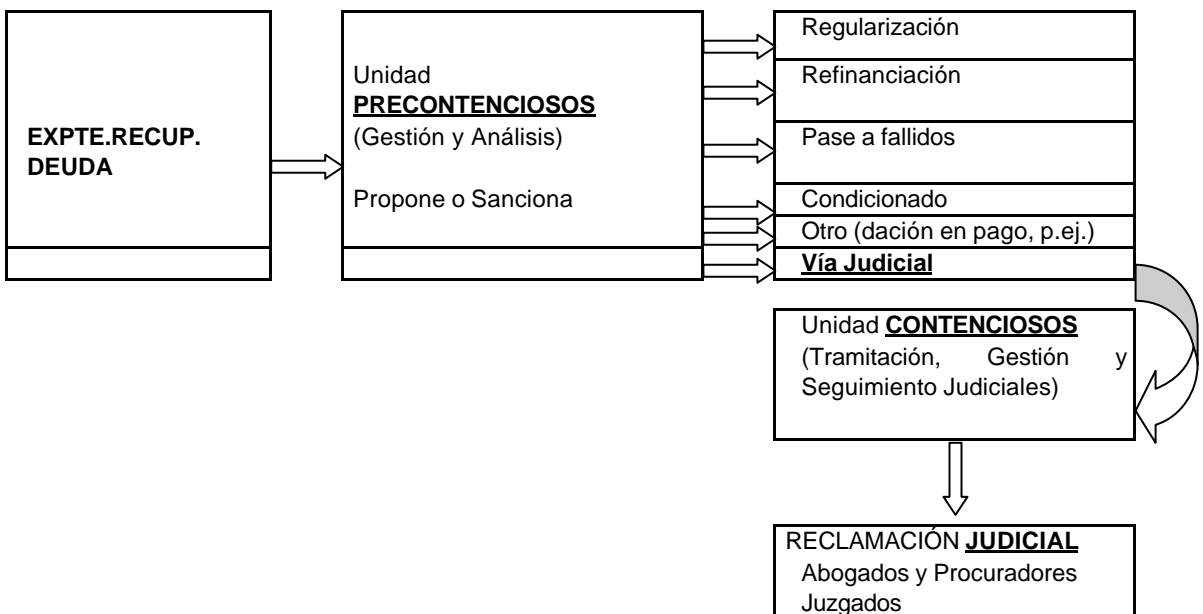 EXPTE.RECUP.
DEUDA
Unidad
PRECONTENCIOSOS
(Gestión y Análisis)
Propone o Sanciona
Regularización
Refinanciación
Pase a fallidos
Condicionado
Otro (dación en pago, p.ej.)
Vía Judicial
Unidad CONTENCIOSOS
(Tramitación, Gestión y
Seguimiento Judiciales)
RECLAMACIÓN JUDICIAL
Abogados y Procuradores
Juzgados